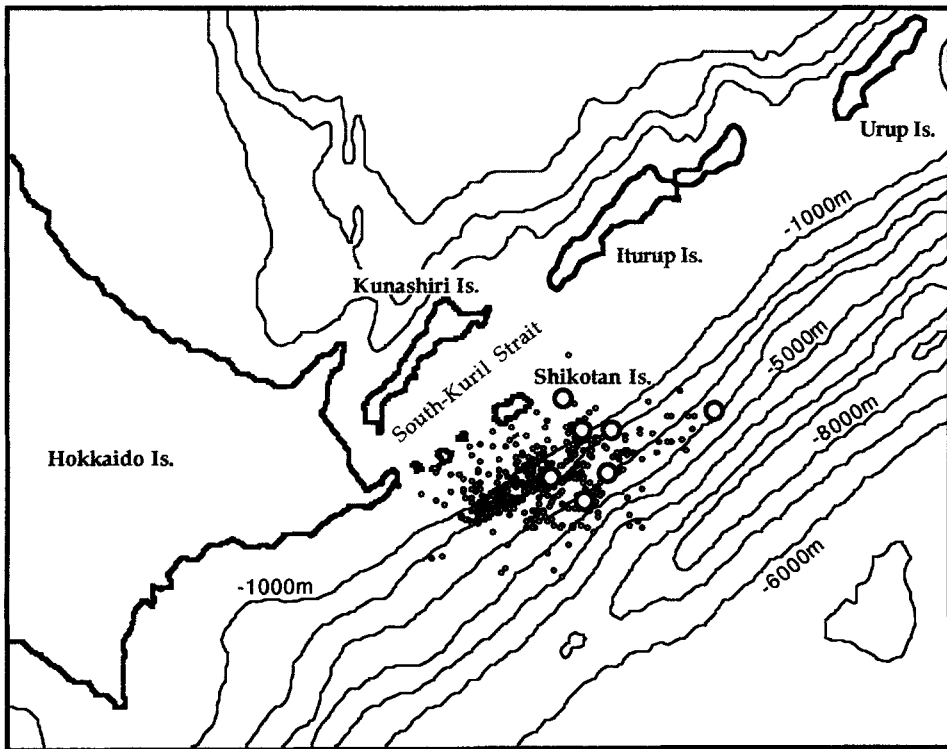 Urup Is.
-1000m
Iturup Is.
Kunashiri Is.
South-Kuril Strait
-5000m
Shikotan Is.
-8000m
Hokkaido Is.
-1000m
-6000m